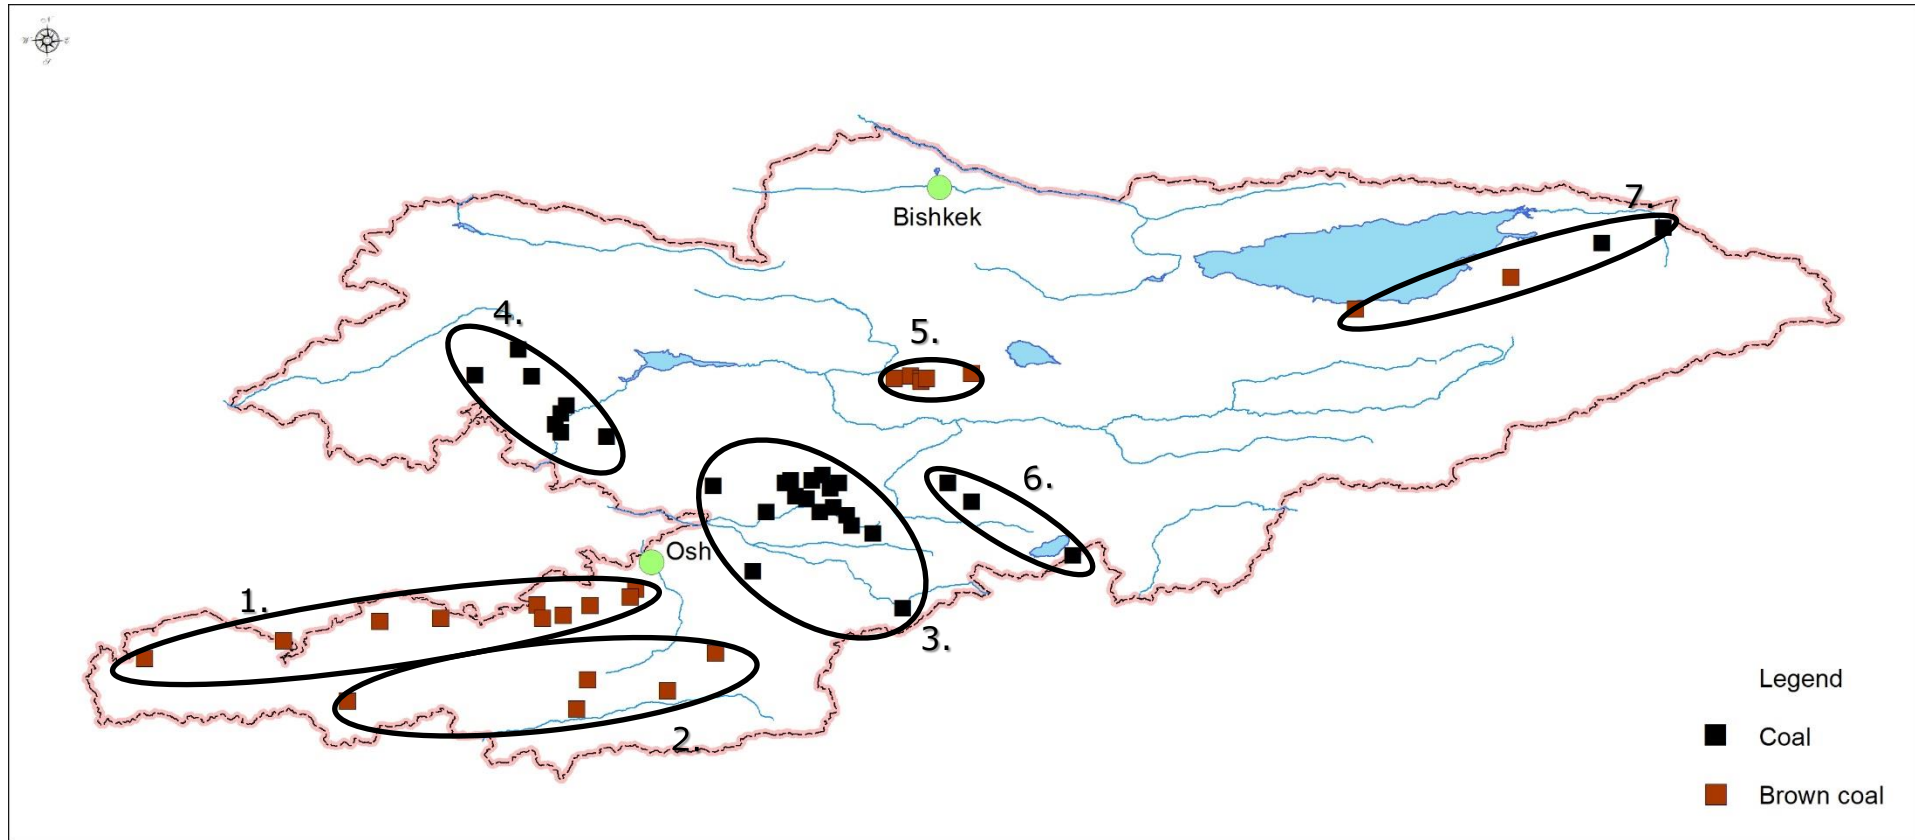 Bishkek
7.
4.
5.
6.
Osh
1.
3.
2.
Legend
Coal
Brown coal